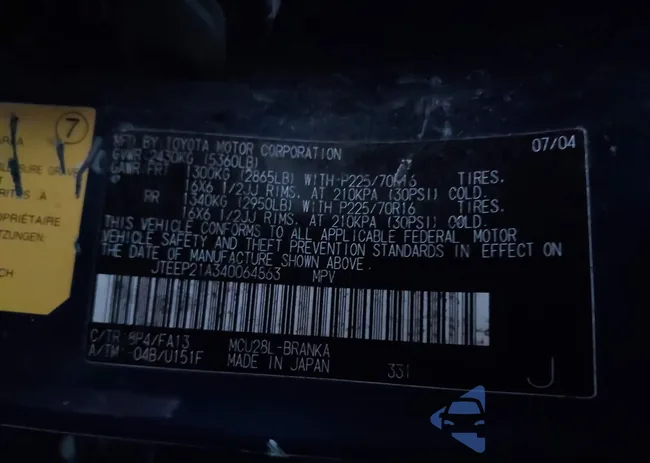 7
MFD BY TOYOTA MOTOR CORPORATION 07/04
GVWR 2430KG (5360LB)
GAWR FRT 1300KG (2865LB) WITH P225/70R16 TIRES.
16X6 1/2JJ RIMS, AT 210KPA (30PSI) COLD.
RR 1340KG (2950LB) WITH P225/70R16 TIRES.
16X6 1/2JJ RIMS, AT 210KPA (30PSI) COLD.
THIS VEHICLE CONFORMS TO ALL APPLICABLE FEDERAL MOTOR
VEHICLE SAFETY AND THEFT PREVENTION STANDARDS IN EFFECT ON
THE DATE OF MANUFACTURE SHOWN ABOVE.
JTEEP21A340064563 MPV
C/TR 8P4/FA13 MCU28L-BRANKA
A/TM -04B/U151F MADE IN JAPAN 331 J
ROPRIÉTAIRE
TZUNGEN:
CH